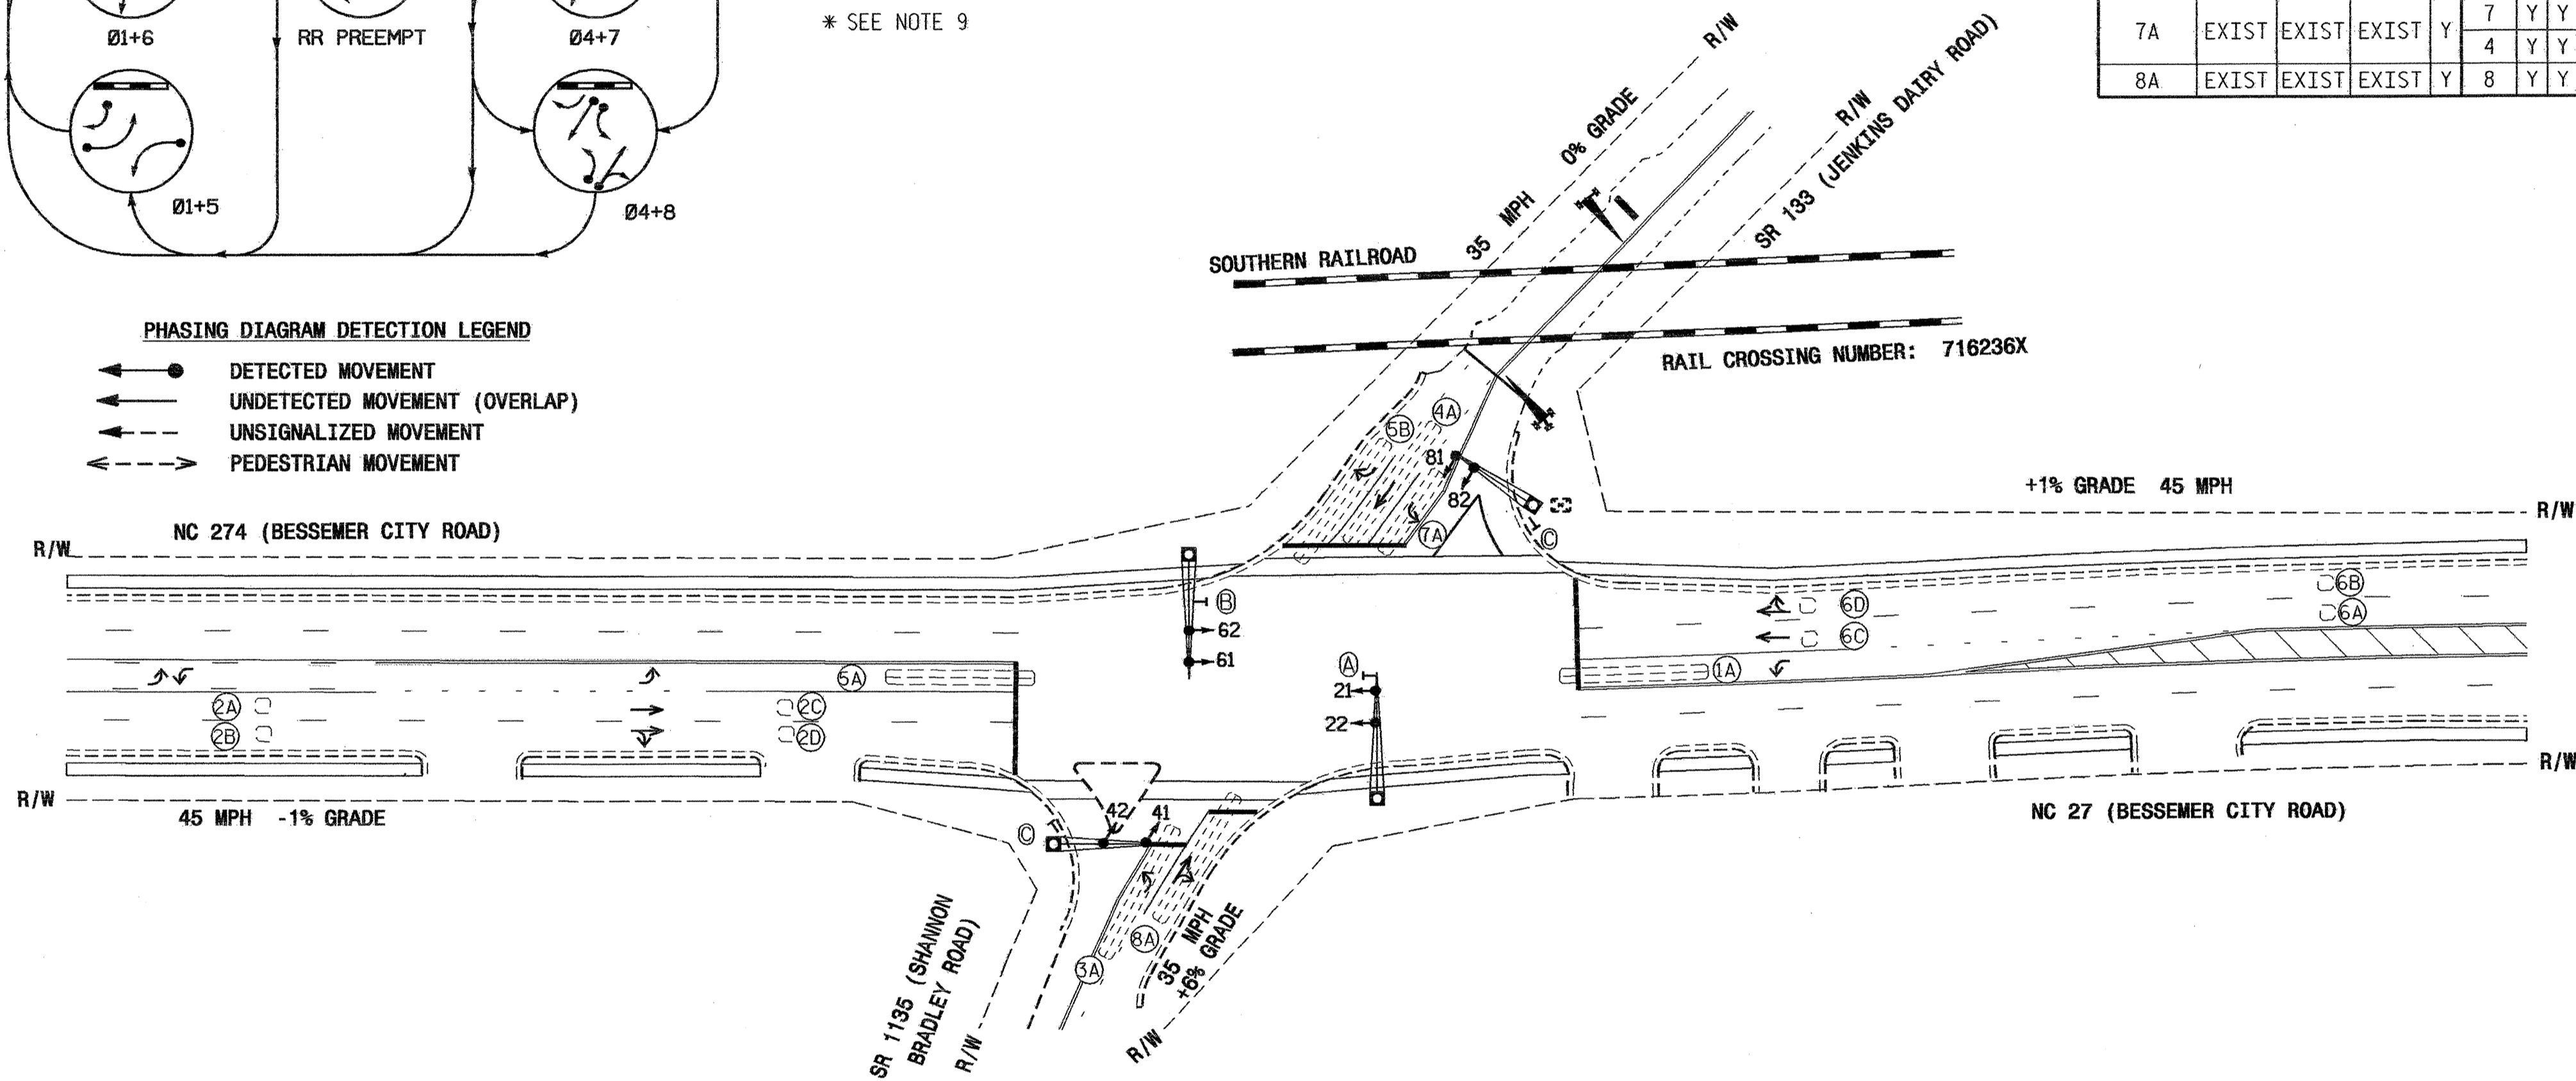 Ø1+6
RR PREEMPT
Ø4+7
* SEE NOTE 9
7A EXIST EXIST EXIST Y 7 Y Y
4 Y Y
8A EXIST EXIST EXIST Y 8 Y Y
Ø1+5
Ø4+8
R/W
0% GRADE
35 MPH
R/W
SR 133 (JENKINS DAIRY ROAD)
SOUTHERN RAILROAD
RAIL CROSSING NUMBER: 716236X
PHASING DIAGRAM DETECTION LEGEND
DETECTED MOVEMENT
UNDETECTED MOVEMENT (OVERLAP)
UNSIGNALIZED MOVEMENT
PEDESTRIAN MOVEMENT
4A
5B
81
82
7A
C
+1% GRADE 45 MPH
R/W
NC 274 (BESSEMER CITY ROAD)
R/W
B
62
61
6D
6C
6B
6A
A
5A
1A
21
22
2A
2B
2C
2D
R/W
R/W
45 MPH -1% GRADE
NC 27 (BESSEMER CITY ROAD)
C
42
41
8A
3A
35 MPH
+6% GRADE
SR 1135 (SHANNON
BRADLEY ROAD)
R/W
R/W